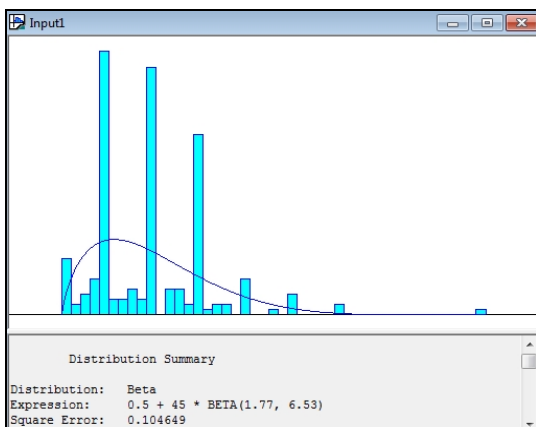 Input1
Distribution Summary
Distribution: Beta
Expression: 0.5 + 45 * BETA(1.77, 6.53)
Square Error: 0.104649